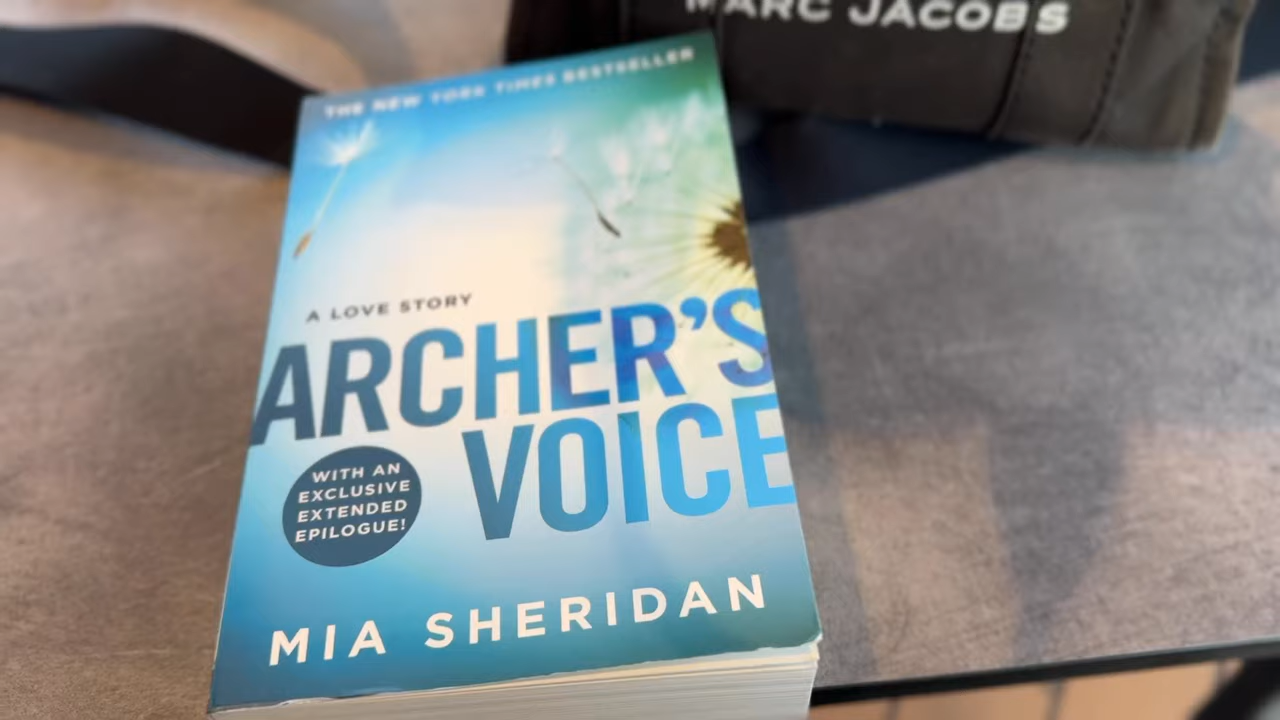 MARC JACOBS
THE NEW YORK TIMES BESTSELLER
A LOVE STORY
ARCHER'S
VOICE
WITH AN
EXCLUSIVE
EXTENDED
EPILOGUE!
MIA SHERIDAN